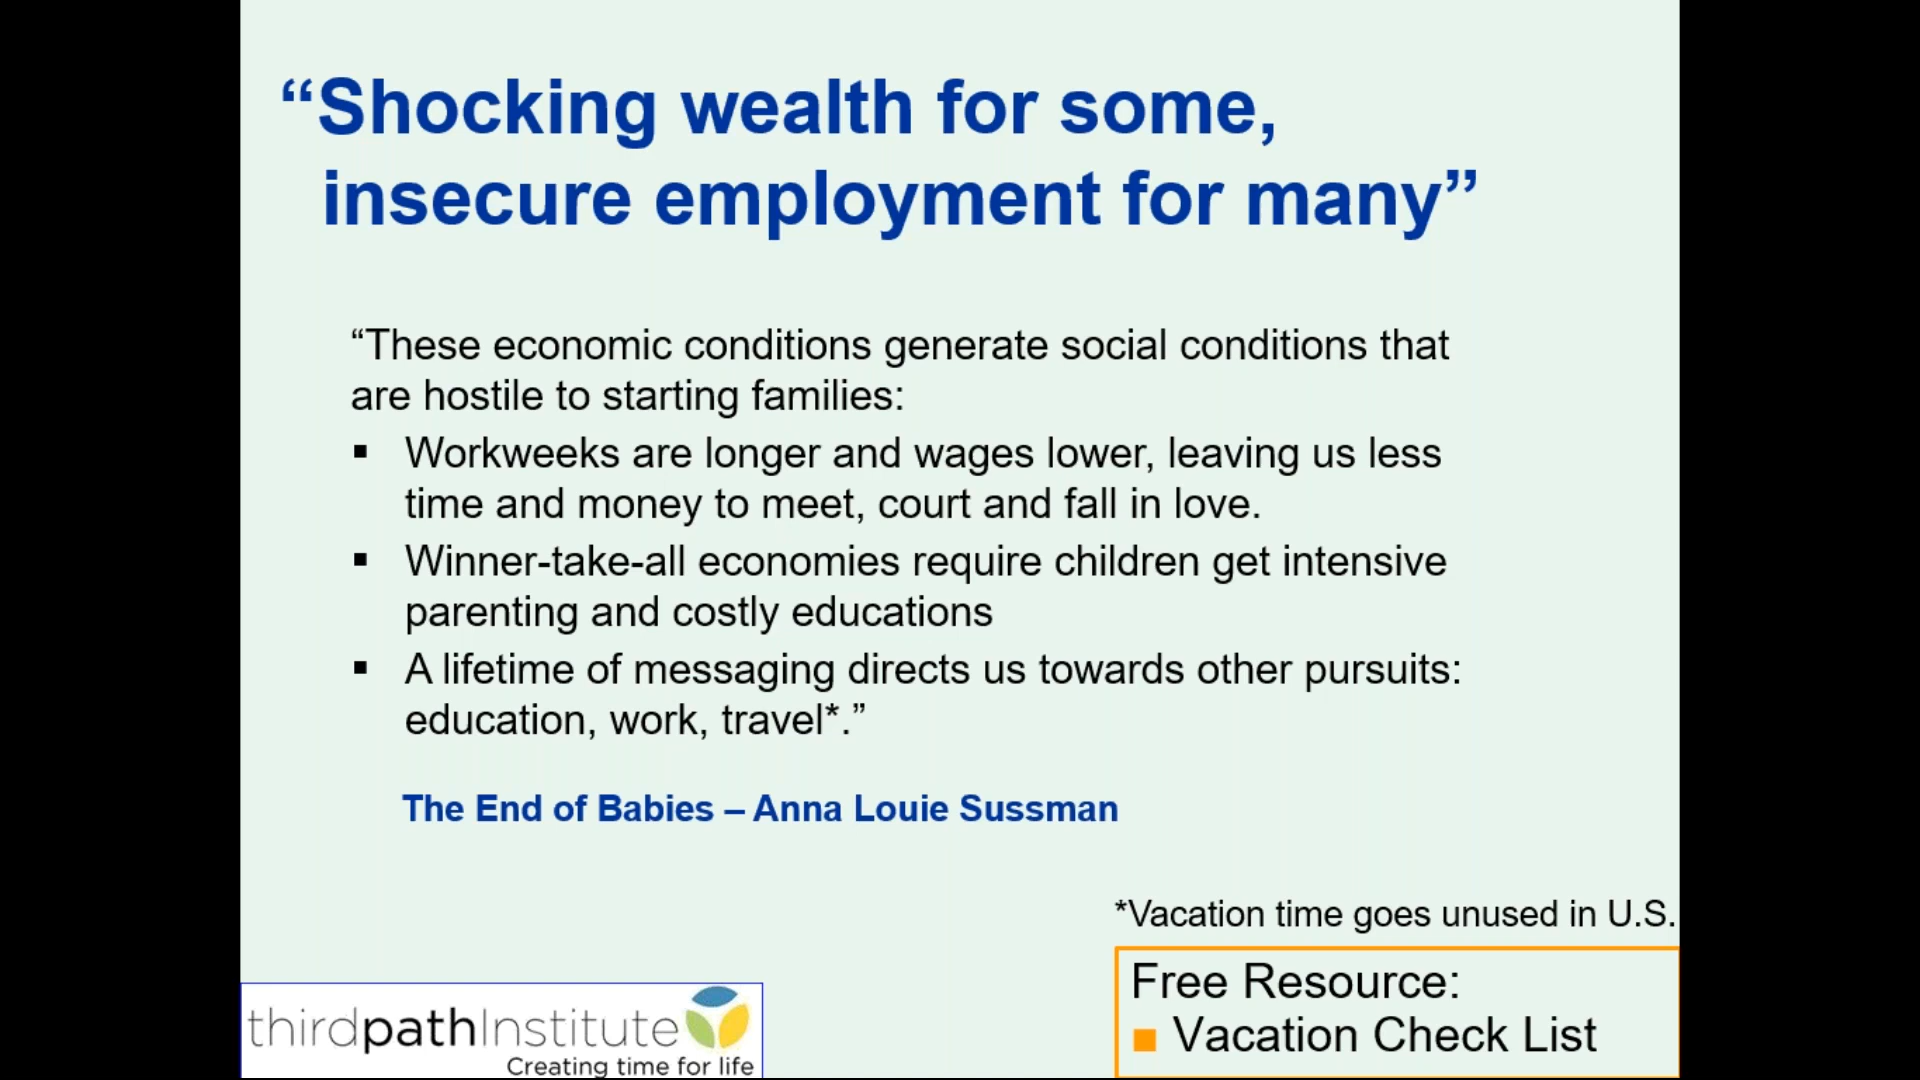 “Shocking wealth for some,
insecure employment for many”
“These economic conditions generate social conditions that
are hostile to starting families:
▪ Workweeks are longer and wages lower, leaving us less
time and money to meet, court and fall in love.
▪ Winner-take-all economies require children get intensive
parenting and costly educations
▪ A lifetime of messaging directs us towards other pursuits:
education, work, travel*.”
The End of Babies – Anna Louie Sussman
*Vacation time goes unused in U.S.
Free Resource:
■ Vacation Check List
thirdpathInstitute
Creating time for life